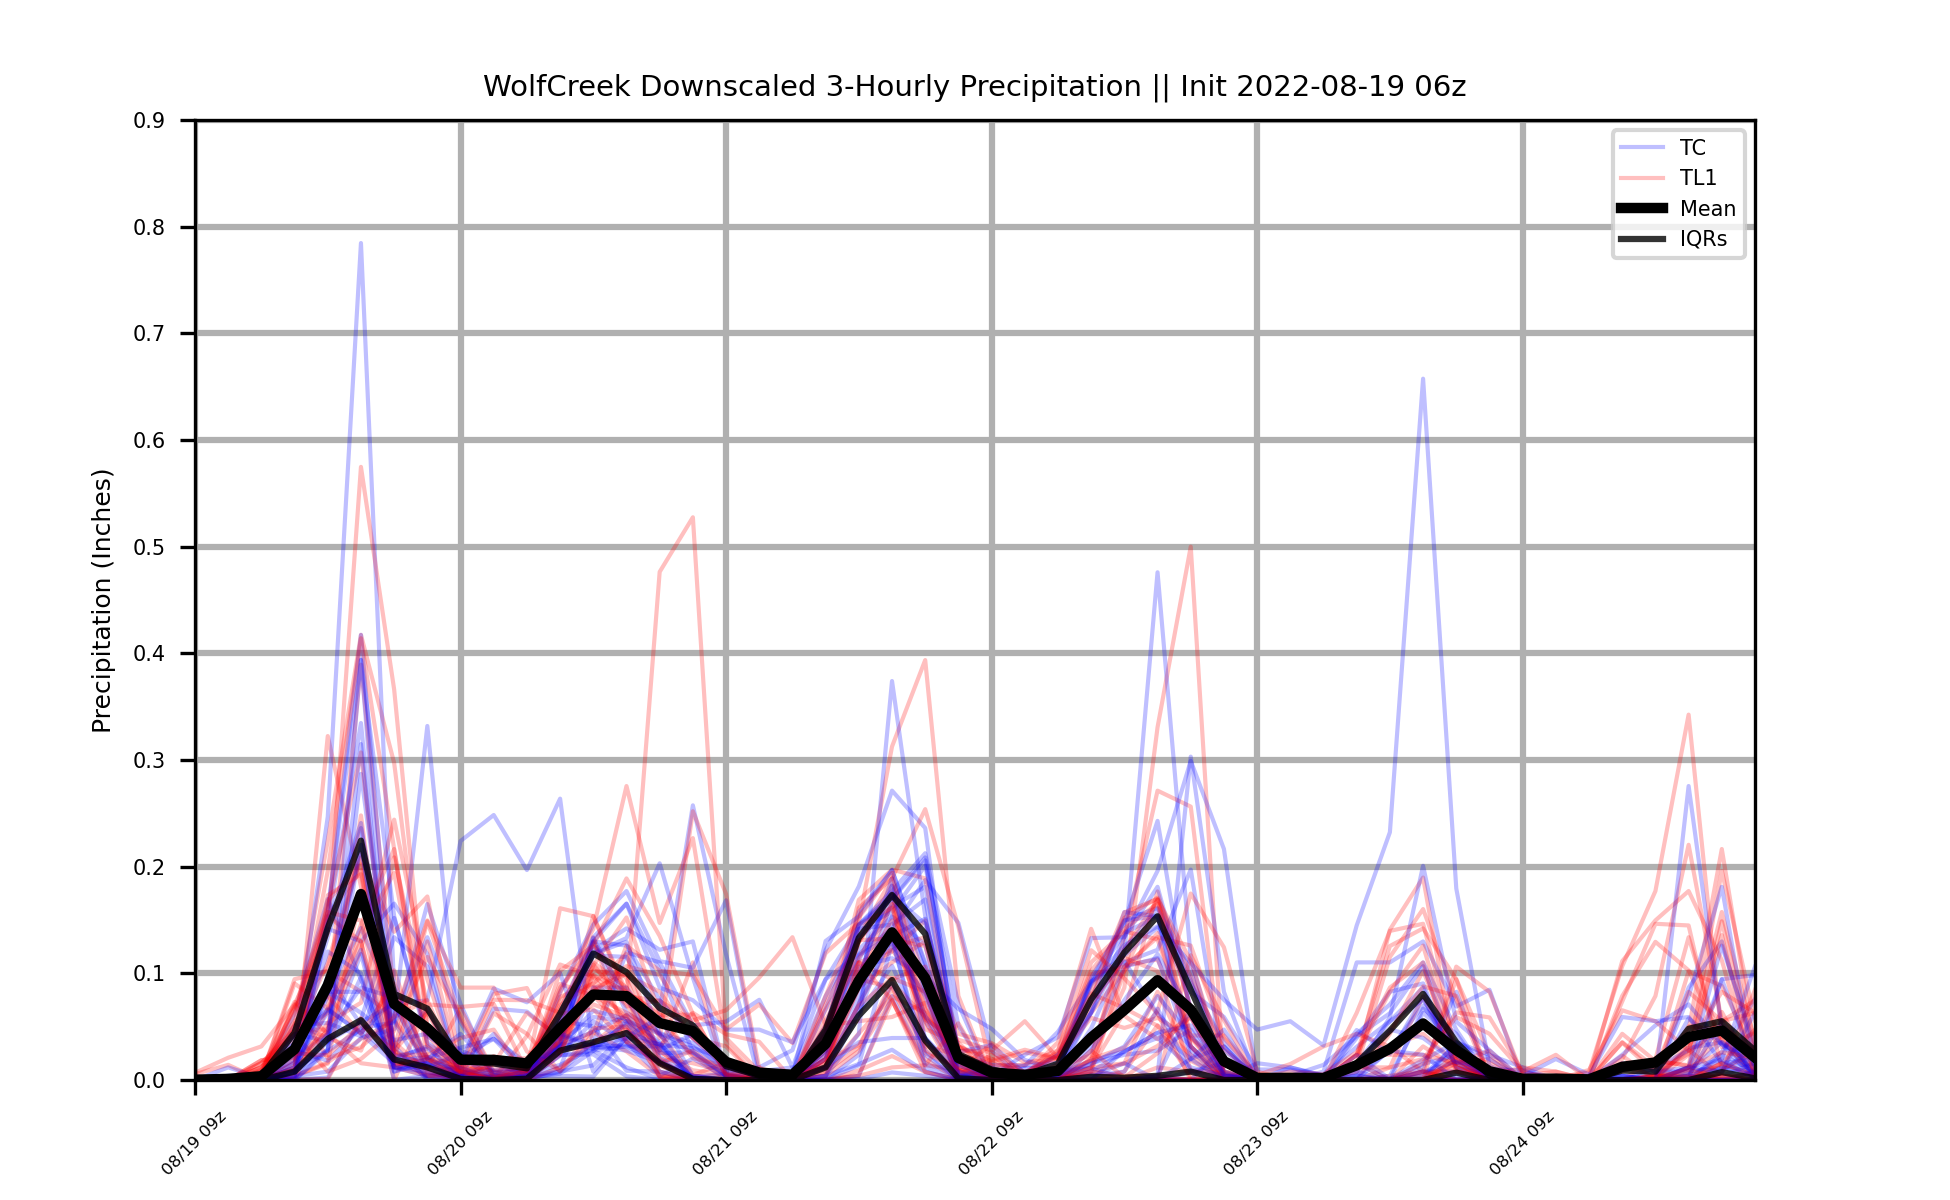 WolfCreek Downscaled 3-Hourly Precipitation || Init 2022-08-19 06z
TC
TL1
Mean
IQRs
Precipitation (Inches)
0.9
0.8
0.7
0.6
0.5
0.4
0.3
0.2
0.1
0.0
08/19 09z
08/20 09z
08/21 09z
08/22 09z
08/23 09z
08/24 09z